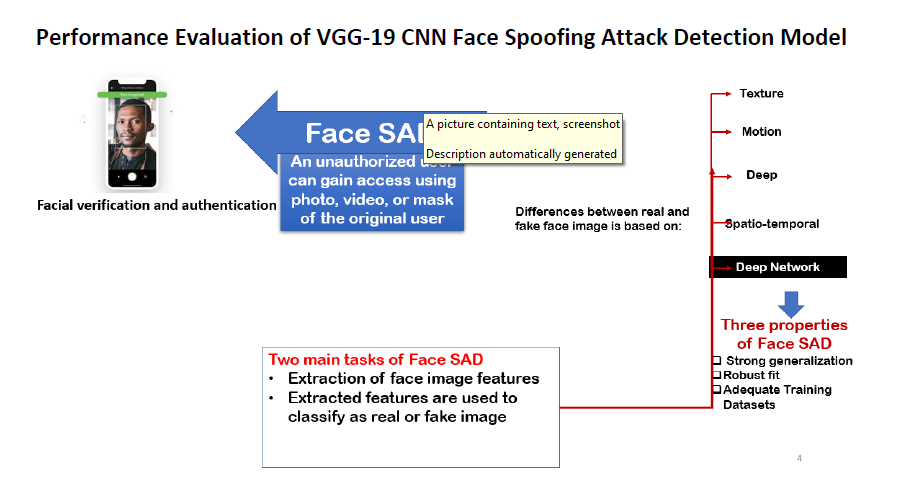 Performance Evaluation of VGG-19 CNN Face Spoofing Attack Detection Model
Facial verification and authentication
Face SA
A picture containing text, screenshot
Description automatically generated
An unauthorized
can gain access using
photo, video, or mask
of the original user
Differences between real and
fake face image is based on:
Texture
Motion
Deep
Spatio-temporal
Deep Network
Three properties
of Face SAD
❑ Strong generalization
❑ Robust fit
❑ Adequate Training
Datasets
Two main tasks of Face SAD
• Extraction of face image features
• Extracted features are used to
classify as real or fake image
4